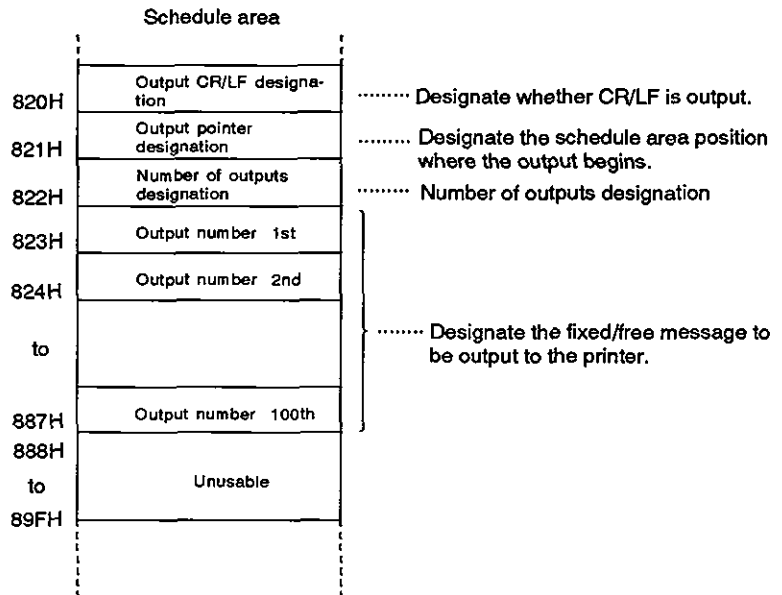 Schedule area
820H
Output CR/LF designa-
tion
Designate whether CR/LF is output.
821H
Output pointer
designation
Designate the schedule area position
where the output begins.
822H
Number of outputs
designation
Number of outputs designation
823H
Output number 1st
824H
Output number 2nd
to
Designate the fixed/free message to
be output to the printer.
887H
Output number 100th
888H
to
Unusable
89FH